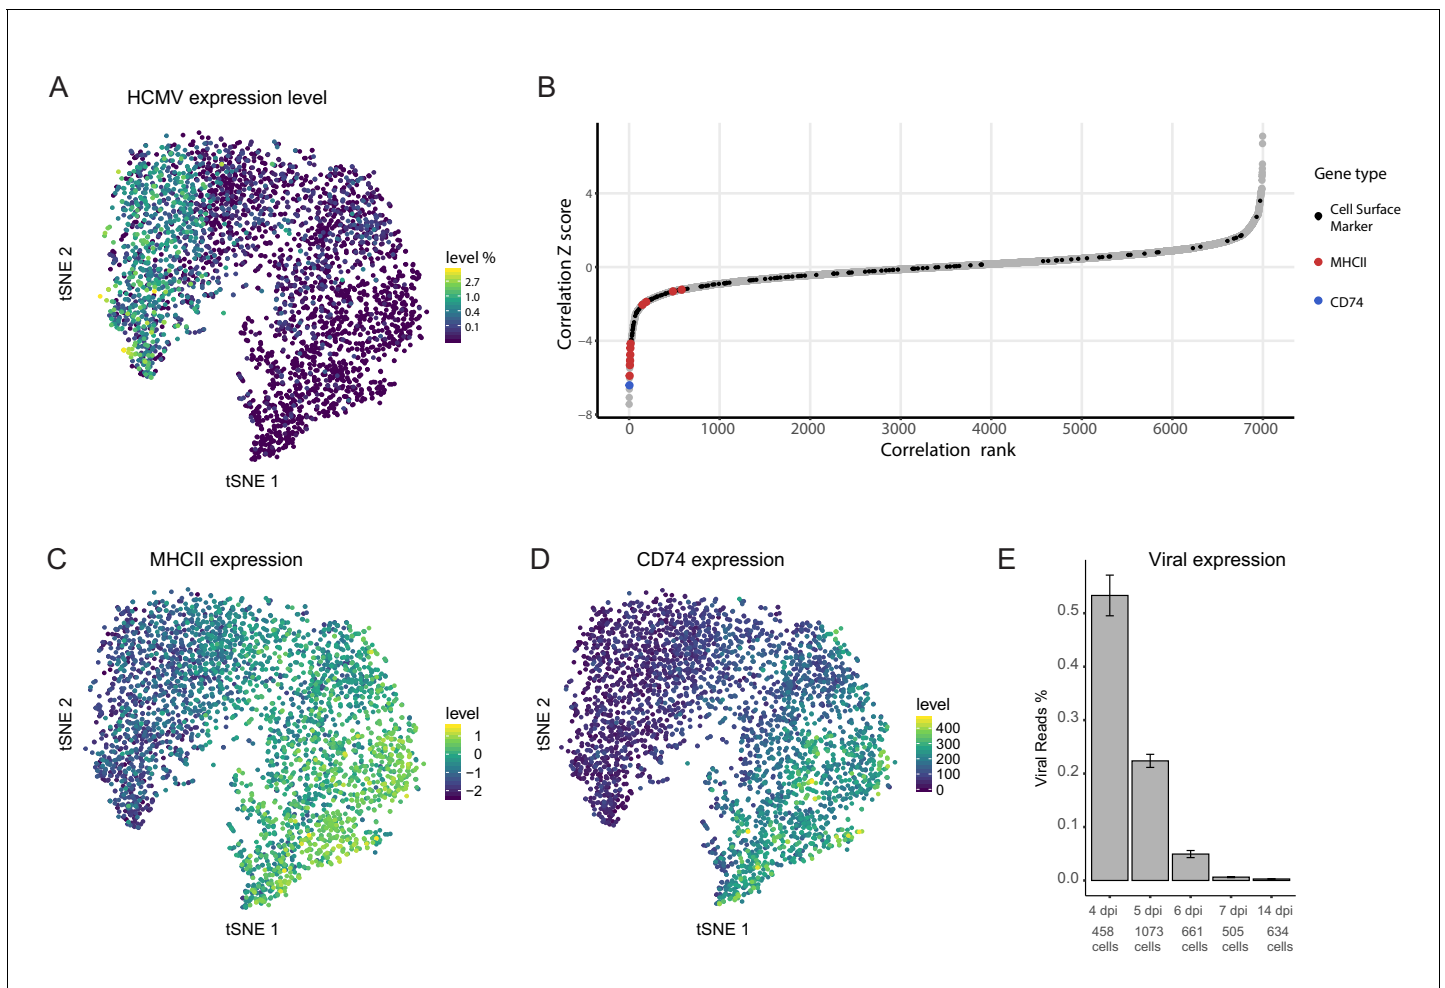 A
HCMV expression level
tSNE 2
tSNE 1
level %
2.7
1.0
0.4
0.1
B
Correlation Z score
4
0
−4
−8
0 1000 2000 3000 4000 5000 6000 7000
Correlation rank
Gene type
Cell Surface
Marker
MHCII
CD74
C
MHCII expression
tSNE 2
tSNE 1
level
1
0
−1
−2
D
CD74 expression
tSNE 2
tSNE 1
level
400
300
200
100
0
E
Viral expression
Viral Reads %
0.5
0.4
0.3
0.2
0.1
0.0
4 dpi 5 dpi 6 dpi 7 dpi 14 dpi
458 1073 661 505 634
cells cells cells cells cells